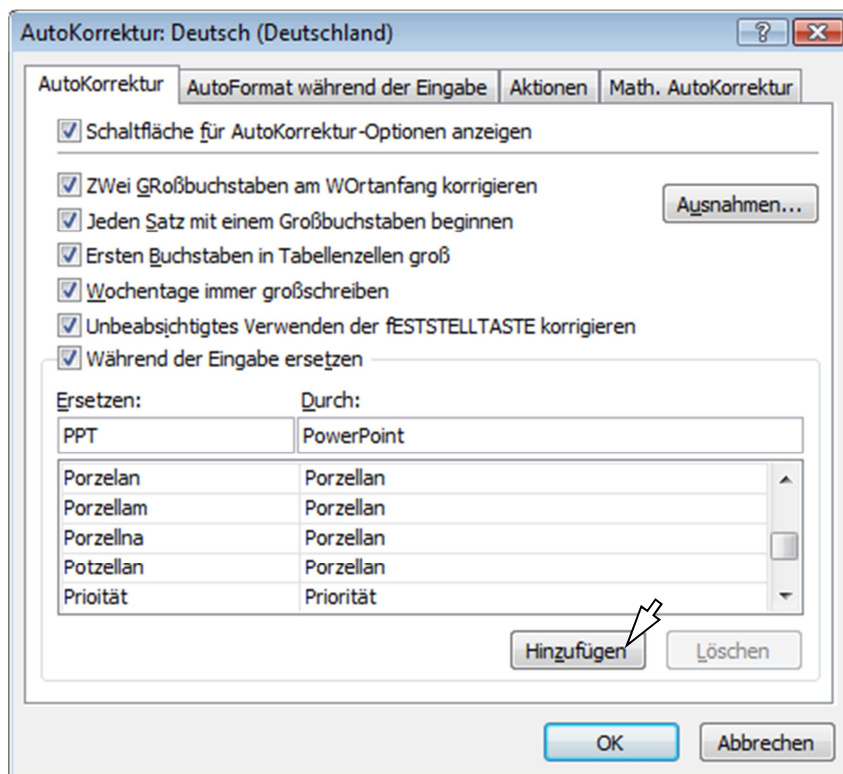 AutoKorrektur: Deutsch (Deutschland)
AutoKorrektur AutoFormat während der Eingabe Aktionen Math. AutoKorrektur
Schaltfläche für AutoKorrektur-Optionen anzeigen
ZWei GRoßbuchstaben am WOrtanfang korrigieren
Ausnahmen...
Jeden Satz mit einem Großbuchstaben beginnen
Ersten Buchstaben in Tabellenzellen groß
Wochentage immer großschreiben
Unbeabsichtigtes Verwenden der fESTSTELLTASTE korrigieren
Während der Eingabe ersetzen
Ersetzen: Durch:
PPT PowerPoint
Porzelan Porzellan
Porzellam Porzellan
Porzellna Porzellan
Potzellan Porzellan
Prioität Priorität
Hinzufügen Löschen
OK Abbrechen